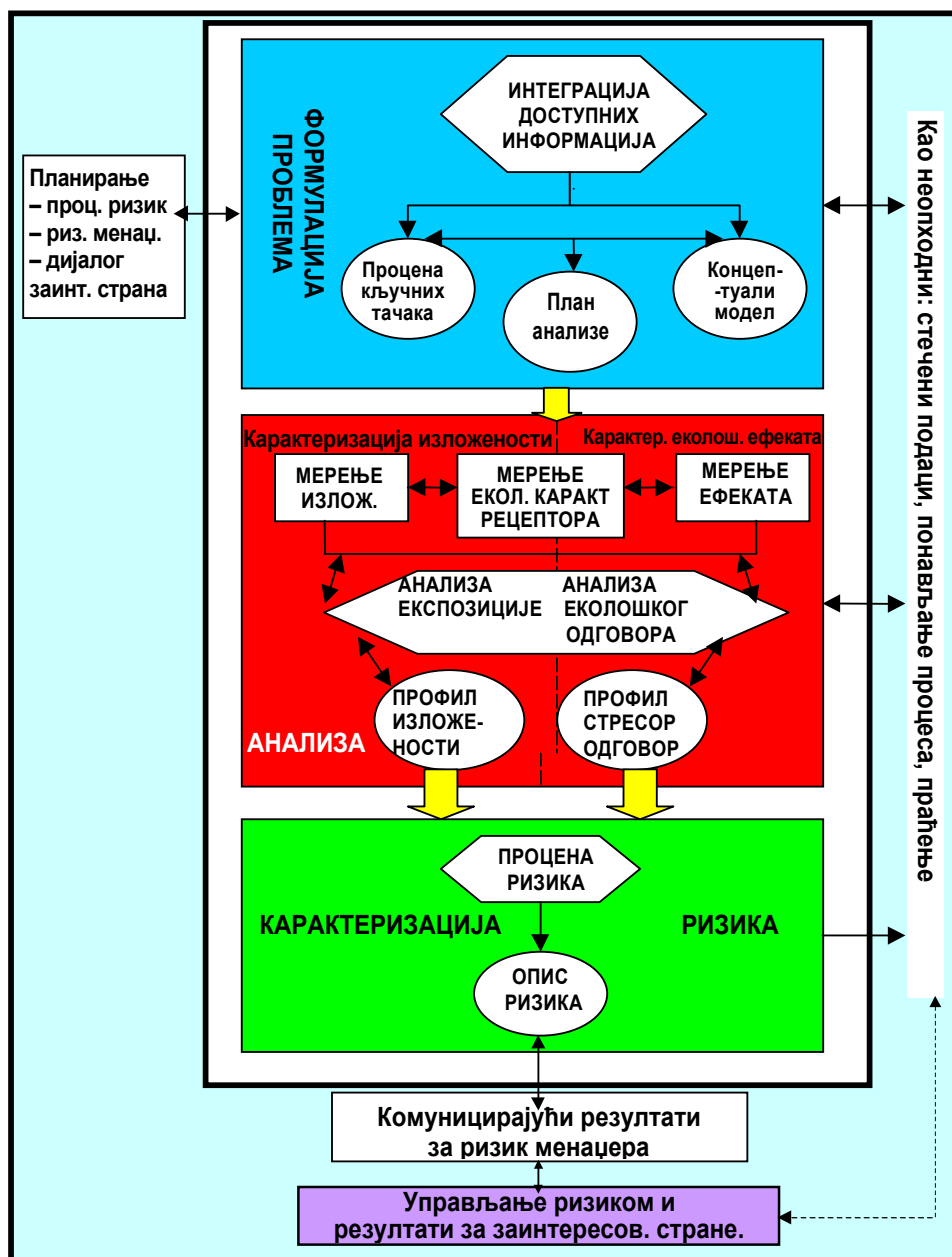 ФОРМУЛАЦИЈА
ПРОБЛЕМА
ИНТЕГРАЦИЈА
ДОСТУПНИХ
ИНФОРМАЦИЈА
Планирање
– проц. ризик
– риз. менаџ.
– дијалог
заинт. страна
Процена
кључних
тачака
План
анализе
Концеп-
-туали
модел
Као неопходни: стечени подаци, понављање процеса, праћење
Карактеризација изложености
Карактер. еколош. ефеката
МЕРЕЊЕ
ИЗЛОЖ.
МЕРЕЊЕ
ЕКОЛ. КАРАКТ
РЕЦЕПТОРА
МЕРЕЊЕ
ЕФЕКАТА
АНАЛИЗА
ЕКСПОЗИЦИЈЕ
АНАЛИЗА
ЕКОЛОШКОГ
ОДГОВОРА
ПРОФИЛ
ИЗЛОЖЕ-
НОСТИ
ПРОФИЛ
СТРЕСОР
ОДГОВОР
АНАЛИЗА
ПРОЦЕНА
РИЗИКА
КАРАКТЕРИЗАЦИЈА РИЗИКА
ОПИС
РИЗИКА
Комуницирајући резултати
за ризик менаџера
Управљање ризиком и
резултати за заинтересов. стране.